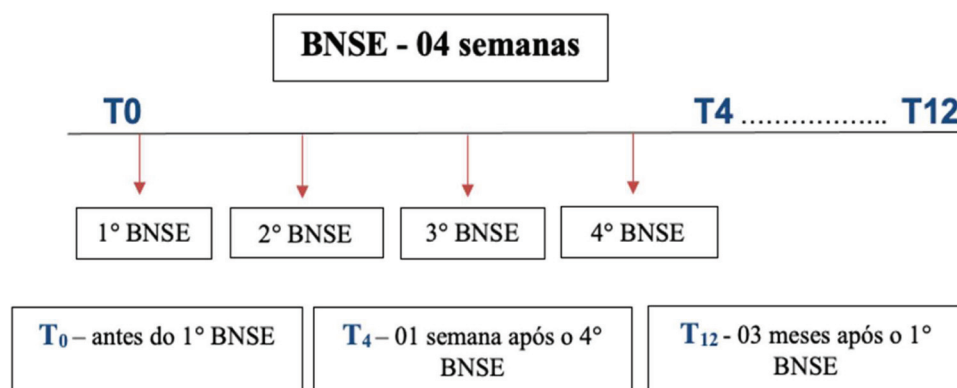 BNSE - 04 semanas
T0
T4 ................... T12
1° BNSE
2° BNSE
3° BNSE
4° BNSE
T0 – antes do 1° BNSE
T4 – 01 semana após o 4°
BNSE
T12 - 03 meses após o 1°
BNSE